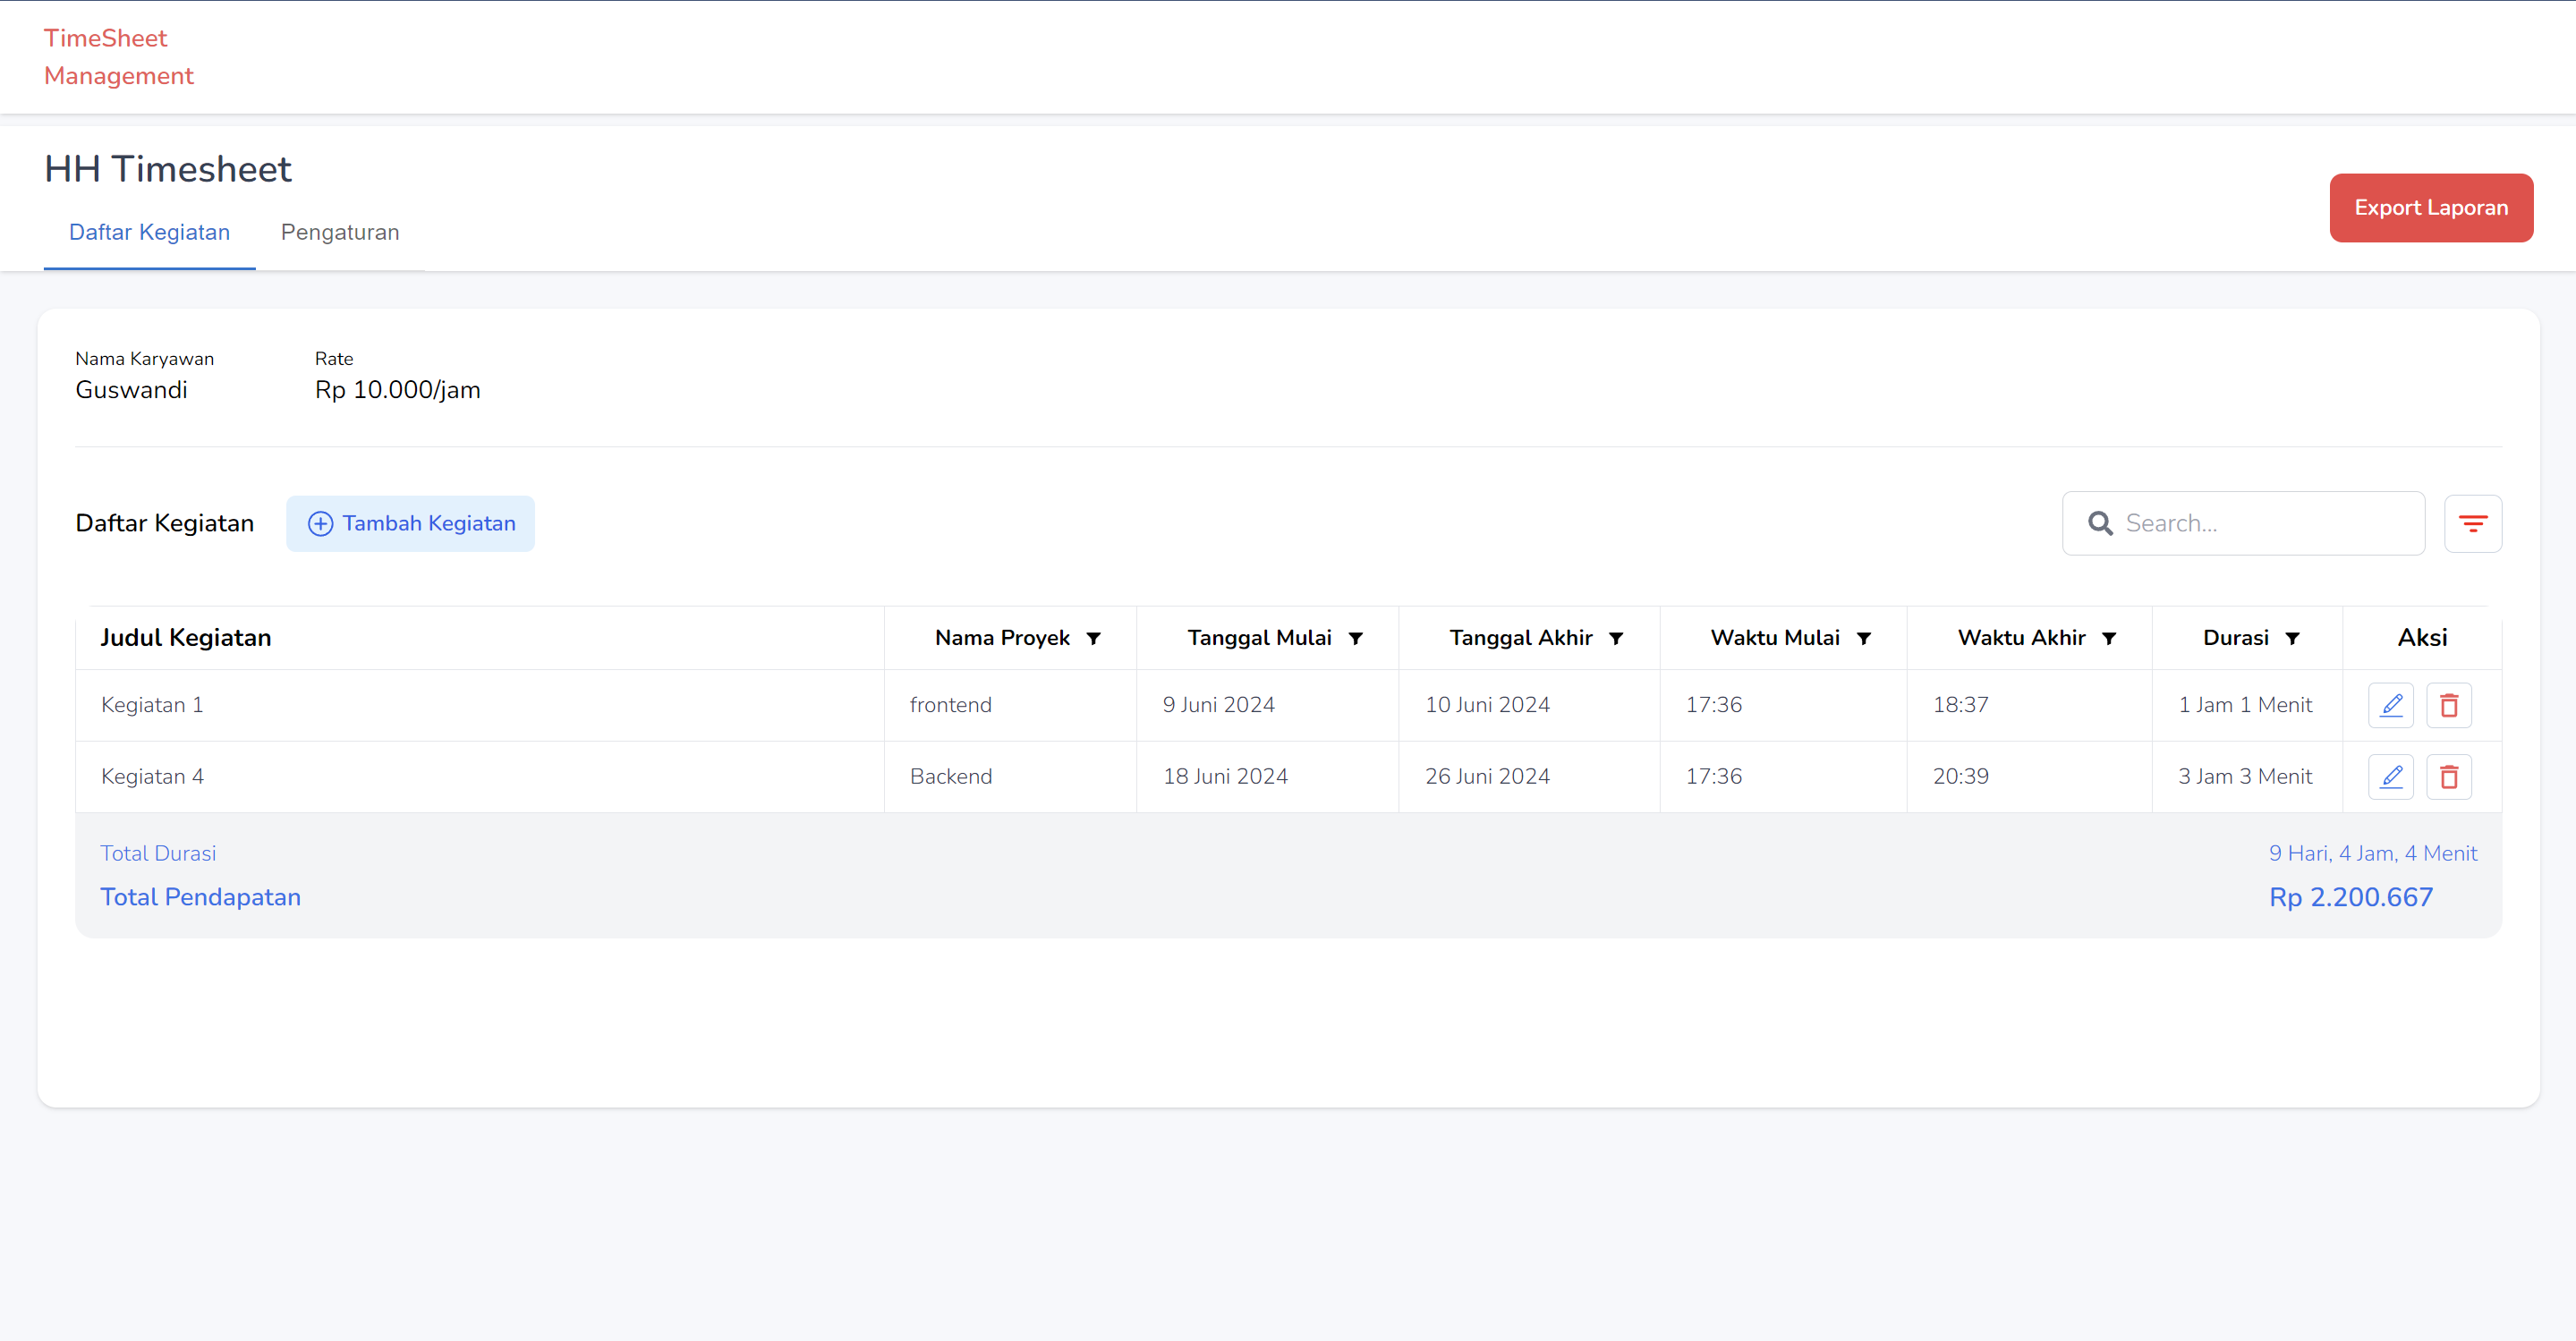 TimeSheet
Management
HH Timesheet
Daftar Kegiatan Pengaturan
Export Laporan
Nama Karyawan Rate
Guswandi Rp 10.000/jam
Daftar Kegiatan Tambah Kegiatan Search...
Judul Kegiatan Nama Proyek Tanggal Mulai Tanggal Akhir Waktu Mulai Waktu Akhir Durasi Aksi
Kegiatan 1 frontend 9 Juni 2024 10 Juni 2024 17:36 18:37 1 Jam 1 Menit
Kegiatan 4 Backend 18 Juni 2024 26 Juni 2024 17:36 20:39 3 Jam 3 Menit
Total Durasi 9 Hari, 4 Jam, 4 Menit
Total Pendapatan Rp 2.200.667